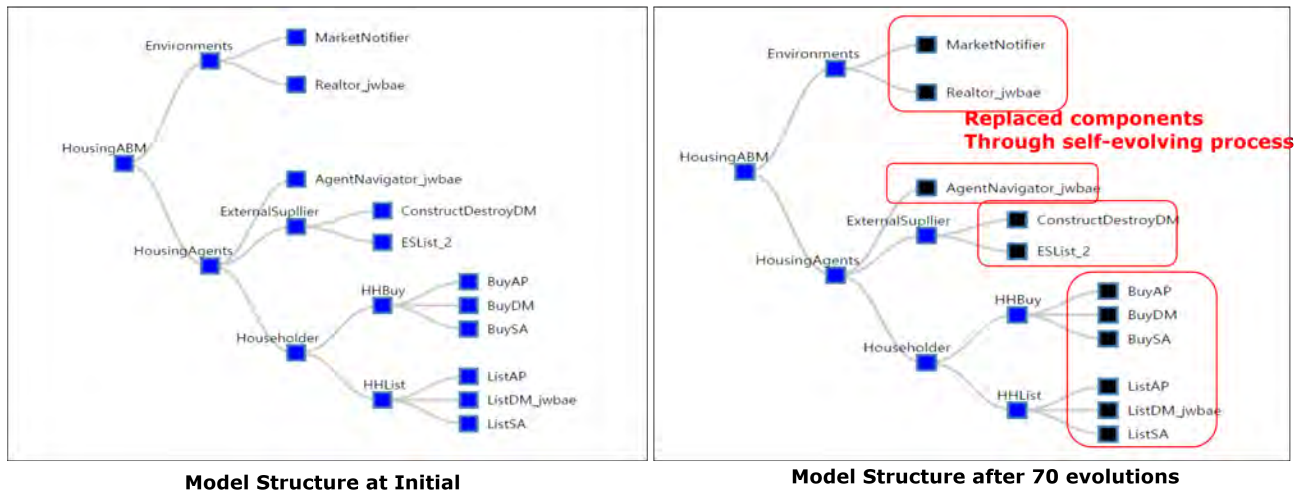 MarketNotifier
Environments
Realtor_jwbae
HousingABM
AgentNavigator_jwbae
ExternalSupllier
ConstructDestroyDM
ESList_2
HousingAgents
BuyAP
HHBuy
BuyDM
BuySA
Householder
ListAP
HHList
ListDM_jwbae
ListSA
Model Structure at Initial
MarketNotifier
Environments
Realtor_jwbae
Replaced components
Through self-evolving process
HousingABM
AgentNavigator_jwbae
ExternalSupllier
ConstructDestroyDM
ESList_2
HousingAgents
BuyAP
HHBuy
BuyDM
BuySA
Householder
ListAP
HHList
ListDM_jwbae
ListSA
Model Structure after 70 evolutions